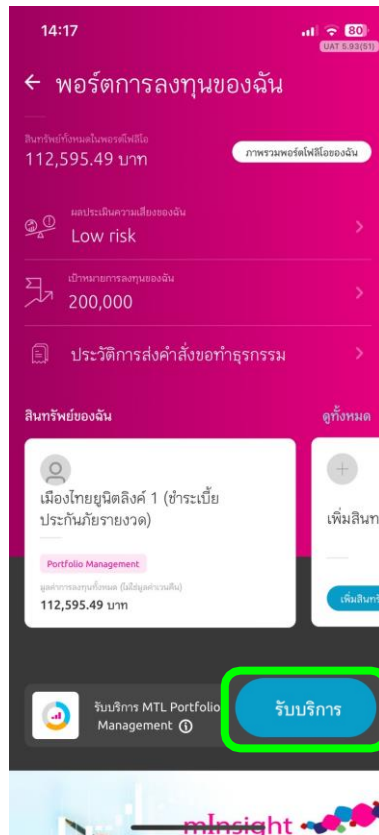 14:17
80
UAT 5.93(51)
พอร์ตการลงทุนของฉัน
สินทรัพย์ทั้งหมดในพอร์ตโฟลิโอ
112,595.49 บาท
ภาพรวมพอร์ตโฟลิโอของฉัน
ผลประเมินความเสี่ยงของฉัน
Low risk
เป้าหมายการลงทุนของฉัน
200,000
ประวัติการส่งคำสั่งขอทำธุรกรรม
สินทรัพย์ของฉัน
ดูทั้งหมด
เมืองไทยยูนิตลิงค์ 1 (ชำระเบี้ย
ประกันภัยรายงวด)
Portfolio Management
มูลค่าการลงทุนทั้งหมด (ไม่ใช่มูลค่าเวนคืน)
112,595.49 บาท
เพิ่มสินท
เพิ่มสินทรั
รับบริการ MTL Portfolio
Management
รับบริการ
mInsight